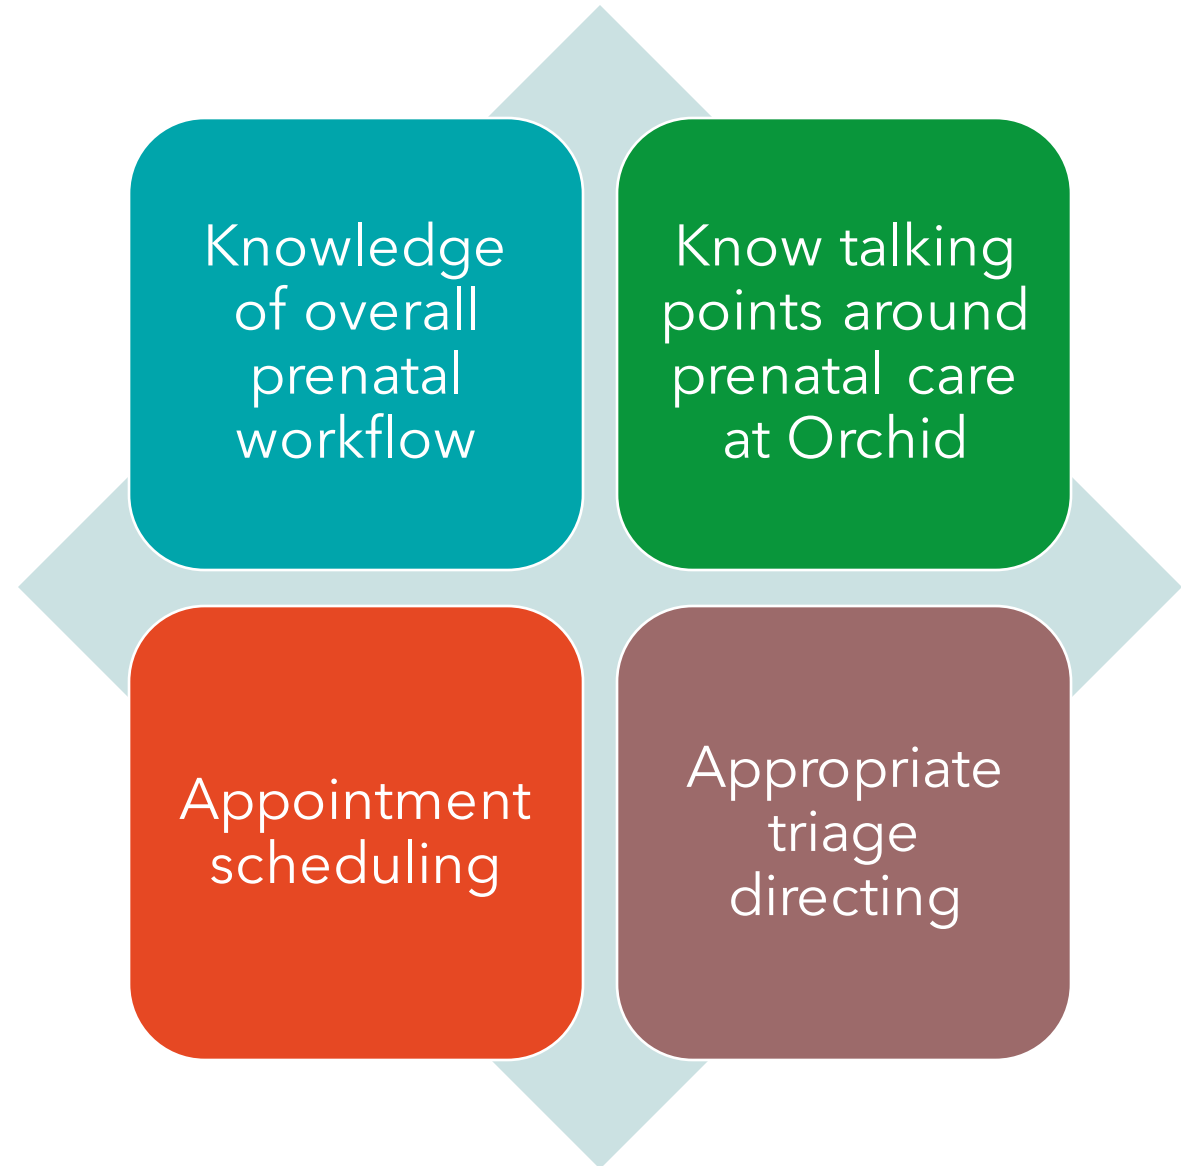 Knowledge
of overall
prenatal
workflow
Know talking
points around
prenatal care
at Orchid
Appointment
scheduling
Appropriate
triage
directing